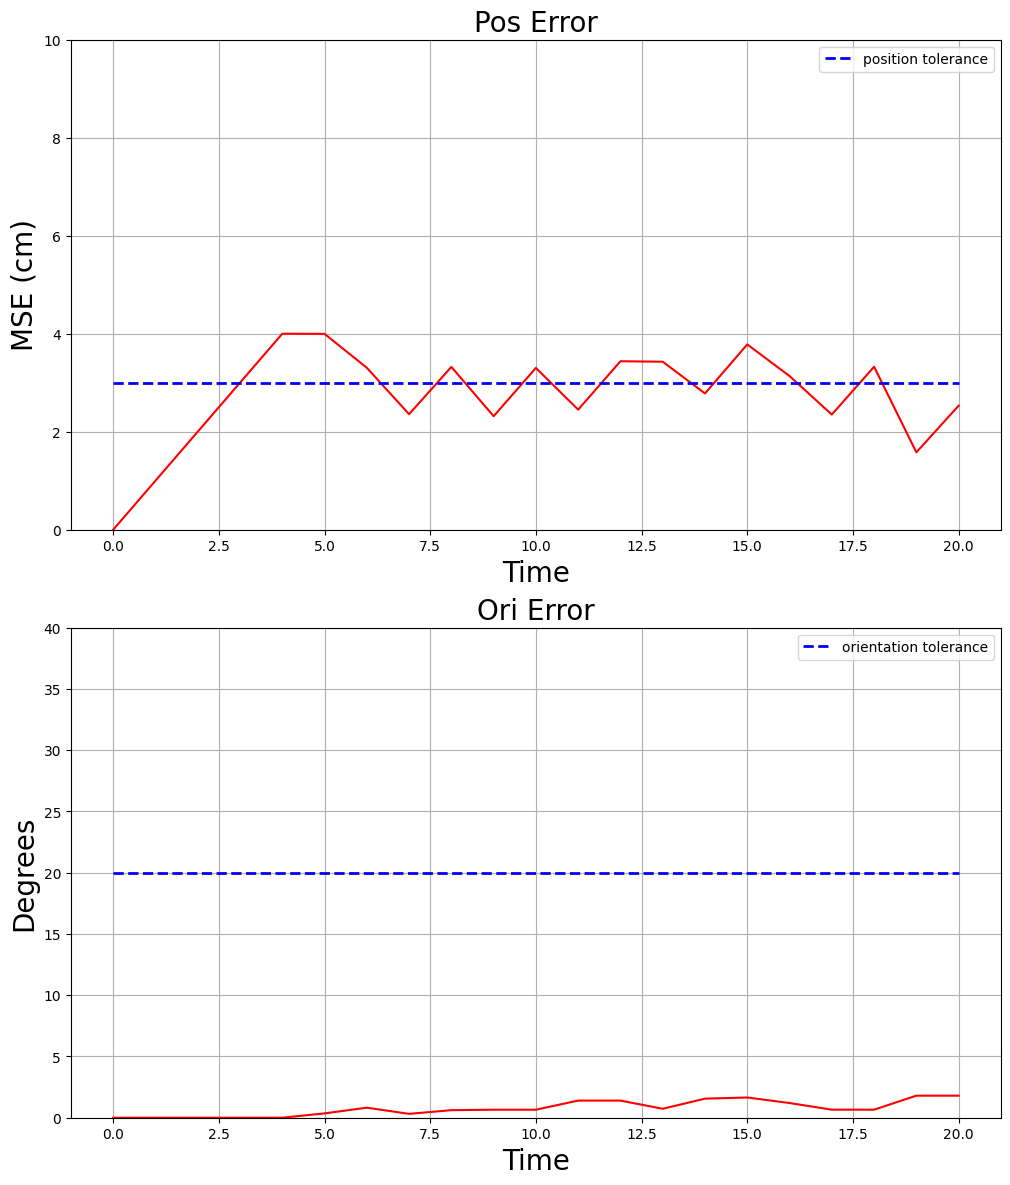 Pos Error
10
position tolerance
8
6
MSE (cm)
4
2
0
0.0 2.5 5.0 7.5 10.0 12.5 15.0 17.5 20.0
Time
Ori Error
40
orientation tolerance
35
30
25
20
Degrees
15
10
5
0
0.0 2.5 5.0 7.5 10.0 12.5 15.0 17.5 20.0
Time